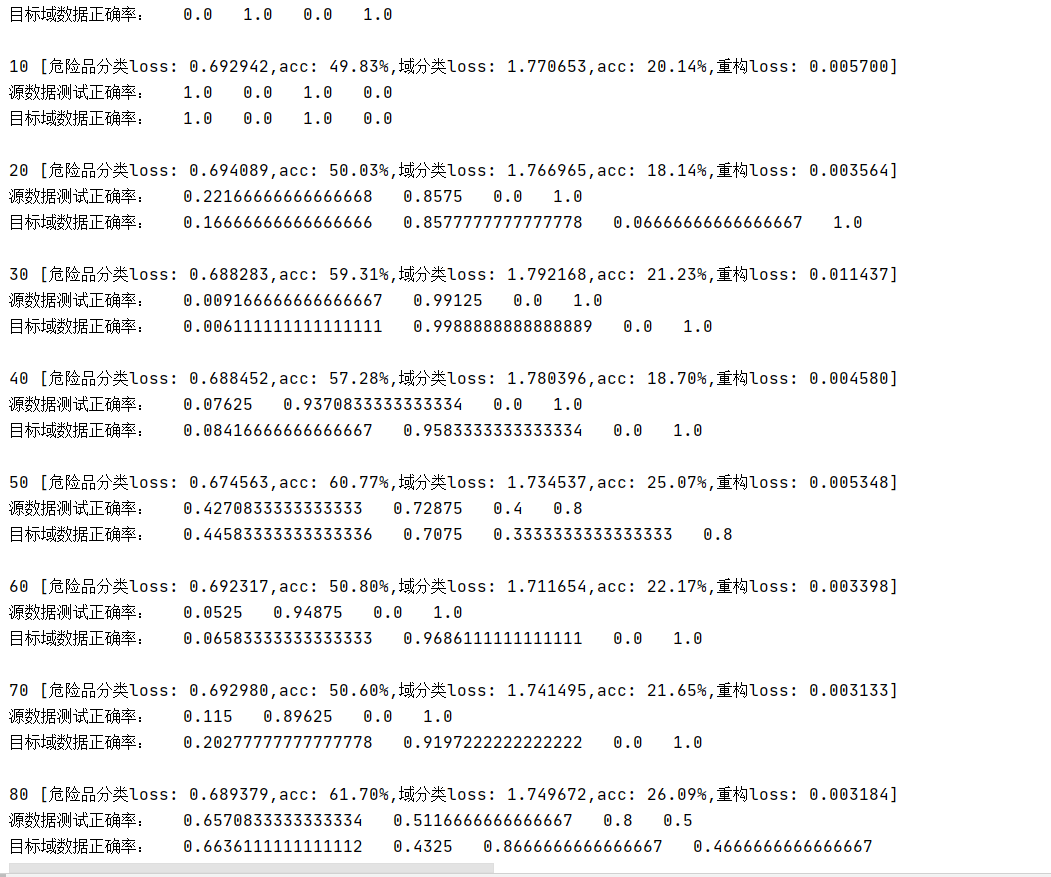 目标域数据正确率： 0.0 1.0 0.0 1.0
10 [危险品分类loss: 0.692942,acc: 49.83%,域分类loss: 1.770653,acc: 20.14%,重构loss: 0.005700]
源数据测试正确率： 1.0 0.0 1.0 0.0
目标域数据正确率： 1.0 0.0 1.0 0.0
20 [危险品分类loss: 0.694089,acc: 50.03%,域分类loss: 1.766965,acc: 18.14%,重构loss: 0.003564]
源数据测试正确率： 0.22166666666666668 0.8575 0.0 1.0
目标域数据正确率： 0.16666666666666666 0.8577777777777778 0.06666666666666667 1.0
30 [危险品分类loss: 0.688283,acc: 59.31%,域分类loss: 1.792168,acc: 21.23%,重构loss: 0.011437]
源数据测试正确率： 0.009166666666666667 0.99125 0.0 1.0
目标域数据正确率： 0.006111111111111111 0.9988888888888889 0.0 1.0
40 [危险品分类loss: 0.688452,acc: 57.28%,域分类loss: 1.780396,acc: 18.70%,重构loss: 0.004580]
源数据测试正确率： 0.07625 0.9370833333333334 0.0 1.0
目标域数据正确率： 0.08416666666666667 0.9583333333333334 0.0 1.0
50 [危险品分类loss: 0.674563,acc: 60.77%,域分类loss: 1.734537,acc: 25.07%,重构loss: 0.005348]
源数据测试正确率： 0.4270833333333333 0.72875 0.4 0.8
目标域数据正确率： 0.44583333333333336 0.7075 0.3333333333333333 0.8
60 [危险品分类loss: 0.692317,acc: 50.80%,域分类loss: 1.711654,acc: 22.17%,重构loss: 0.003398]
源数据测试正确率： 0.0525 0.94875 0.0 1.0
目标域数据正确率： 0.06583333333333333 0.9686111111111111 0.0 1.0
70 [危险品分类loss: 0.692980,acc: 50.60%,域分类loss: 1.741495,acc: 21.65%,重构loss: 0.003133]
源数据测试正确率： 0.115 0.89625 0.0 1.0
目标域数据正确率： 0.20277777777777778 0.9197222222222222 0.0 1.0
80 [危险品分类loss: 0.689379,acc: 61.70%,域分类loss: 1.749672,acc: 26.09%,重构loss: 0.003184]
源数据测试正确率： 0.6570833333333334 0.5116666666666667 0.8 0.5
目标域数据正确率： 0.6636111111111112 0.4325 0.8666666666666667 0.4666666666666667